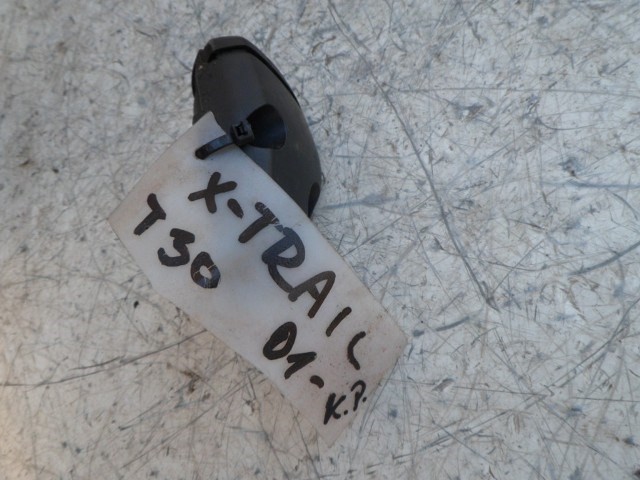 X-TRAIL
T30
01-
K.P.